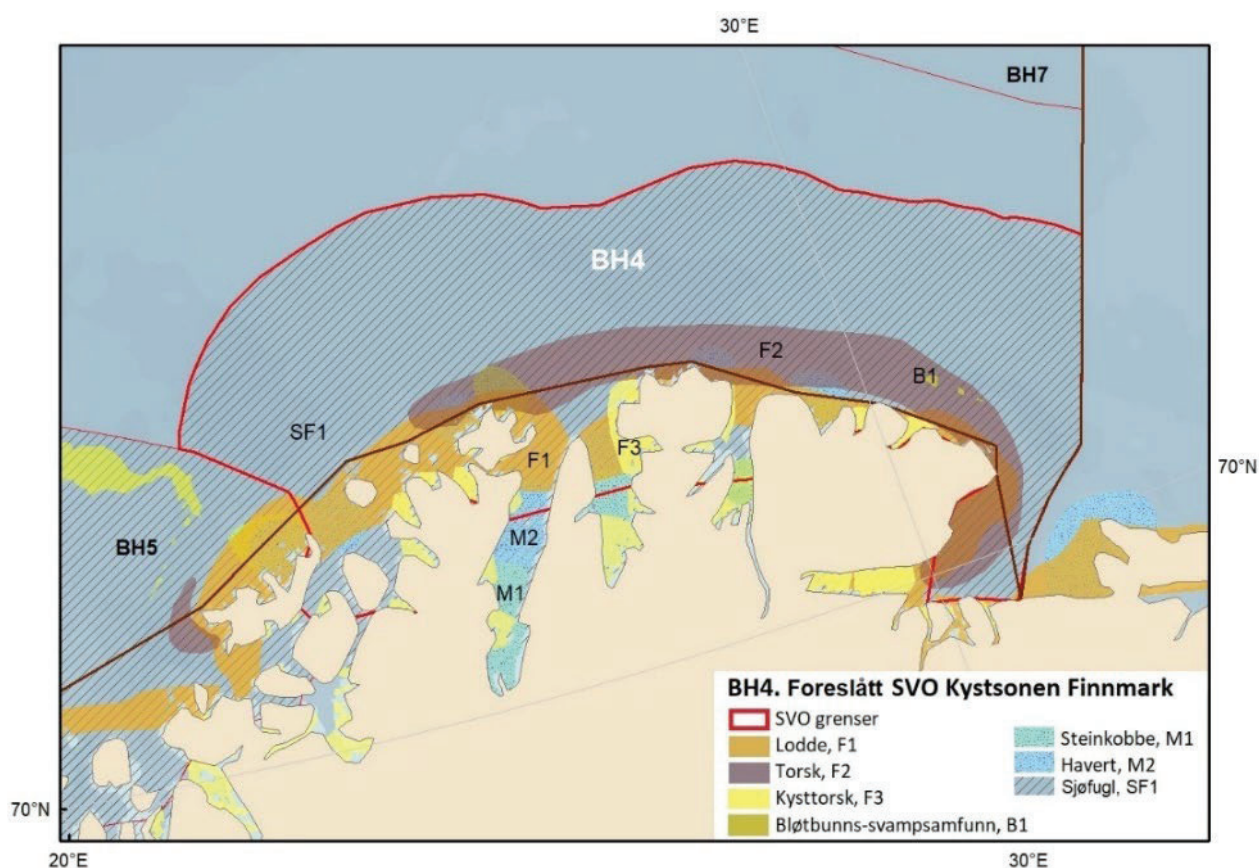 30°E
BH7
BH4
F2
B1
SF1
F1
F3
70°N
BH5
M2
M1
BH4. Foreslått SVO Kystsonen Finnmark
SVO grenser
Lodde, F1
Torsk, F2
Kysttorsk, F3
Bløtbunns-svampsamfunn, B1
Steinkobbe, M1
Havert, M2
Sjøfugl, SF1
70°N
20°E
30°E